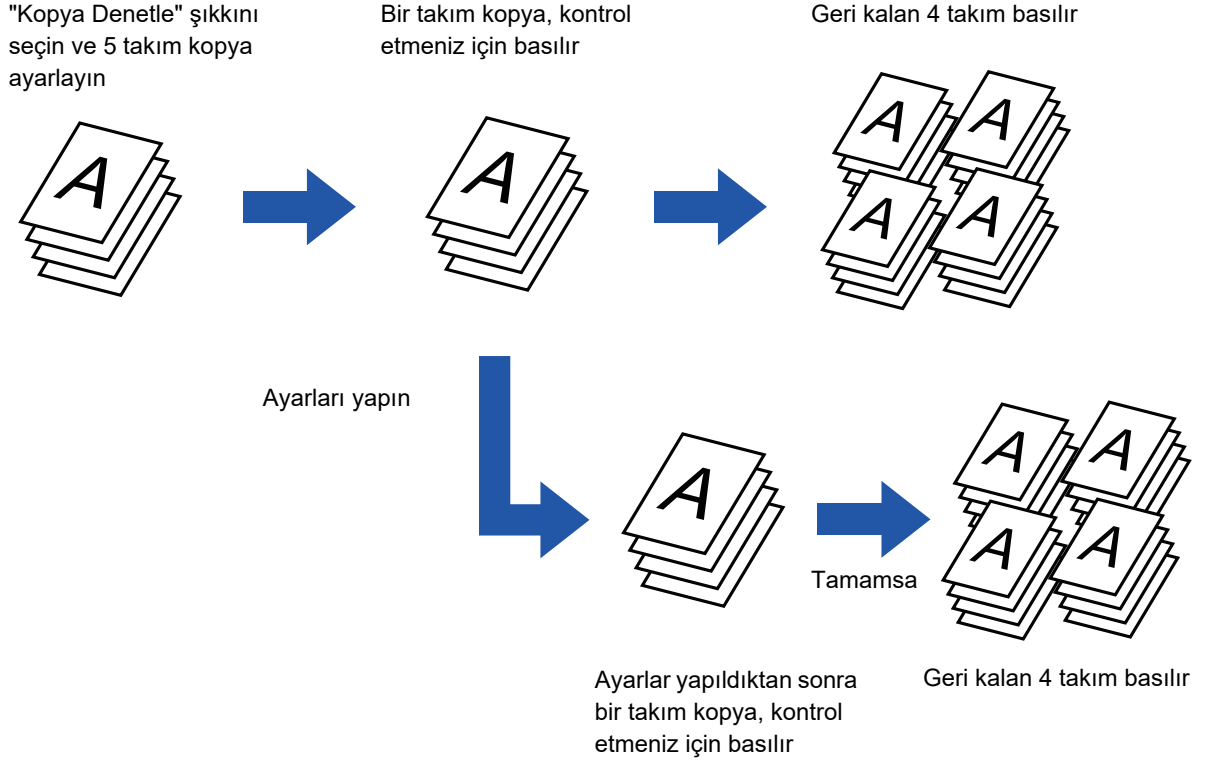 "Kopya Denetle" şıkkını
seçin ve 5 takım kopya
ayarlayın
Bir takım kopya, kontrol
etmeniz için basılır
Geri kalan 4 takım basılır
A
A
A
A
A
A
Ayarları yapın
A
A
A
A
A
Tamamsa
Ayarlar yapıldıktan sonra
bir takım kopya, kontrol
etmeniz için basılır
Geri kalan 4 takım basılır